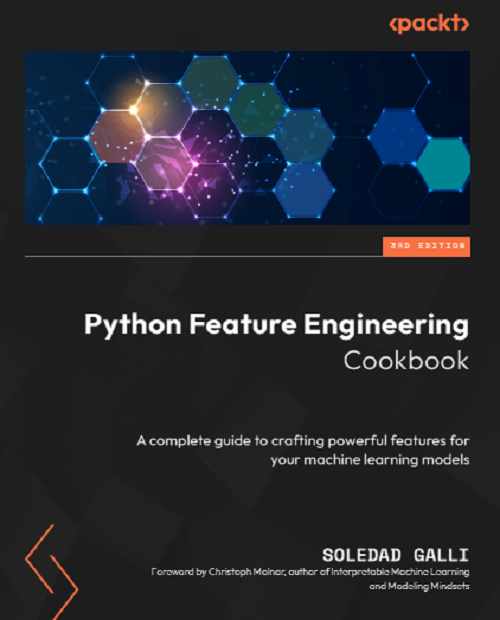 <packt>
3RD EDITION
Python Feature Engineering
Cookbook
A complete guide to crafting powerful features for
your machine learning models
SOLEDAD GALLI
Foreword by Christoph Molnar, author of Interpretable Machine Learning
and Modeling Mindsets